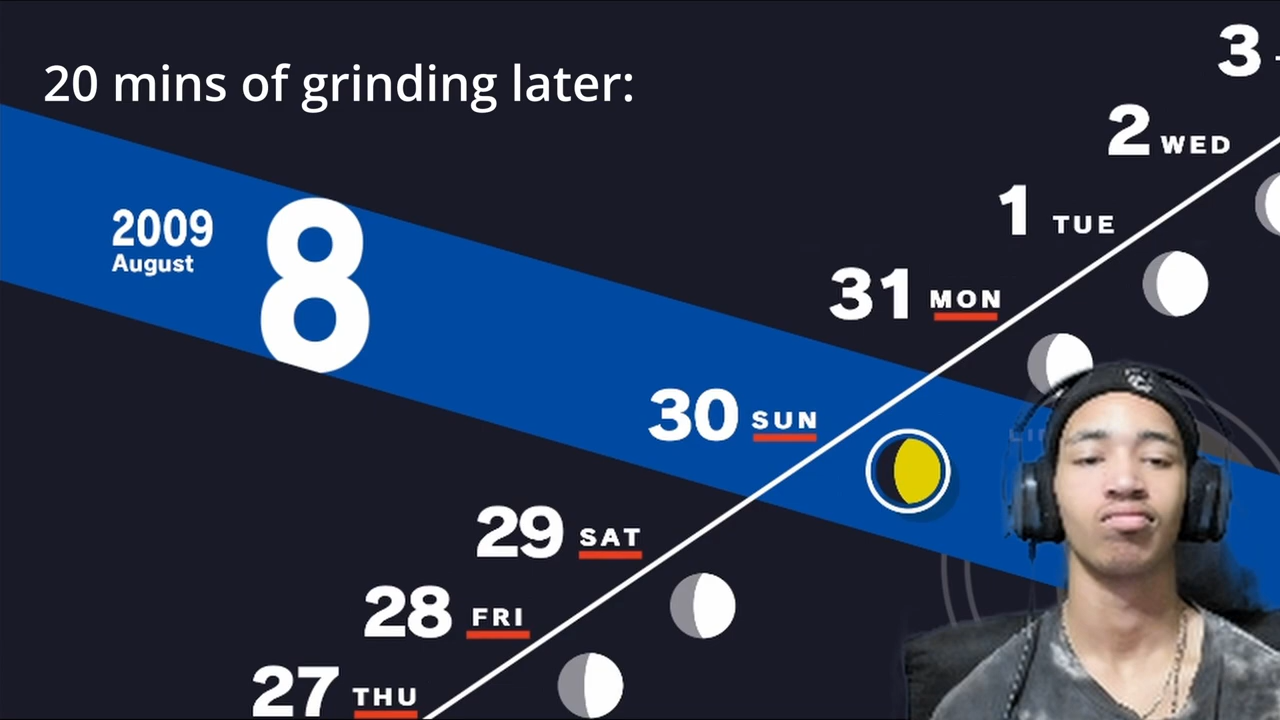 20 mins of grinding later:
3
2 WED
1 TUE
2009
August
8
31 MON
30 SUN
29 SAT
28 FRI
27 THU